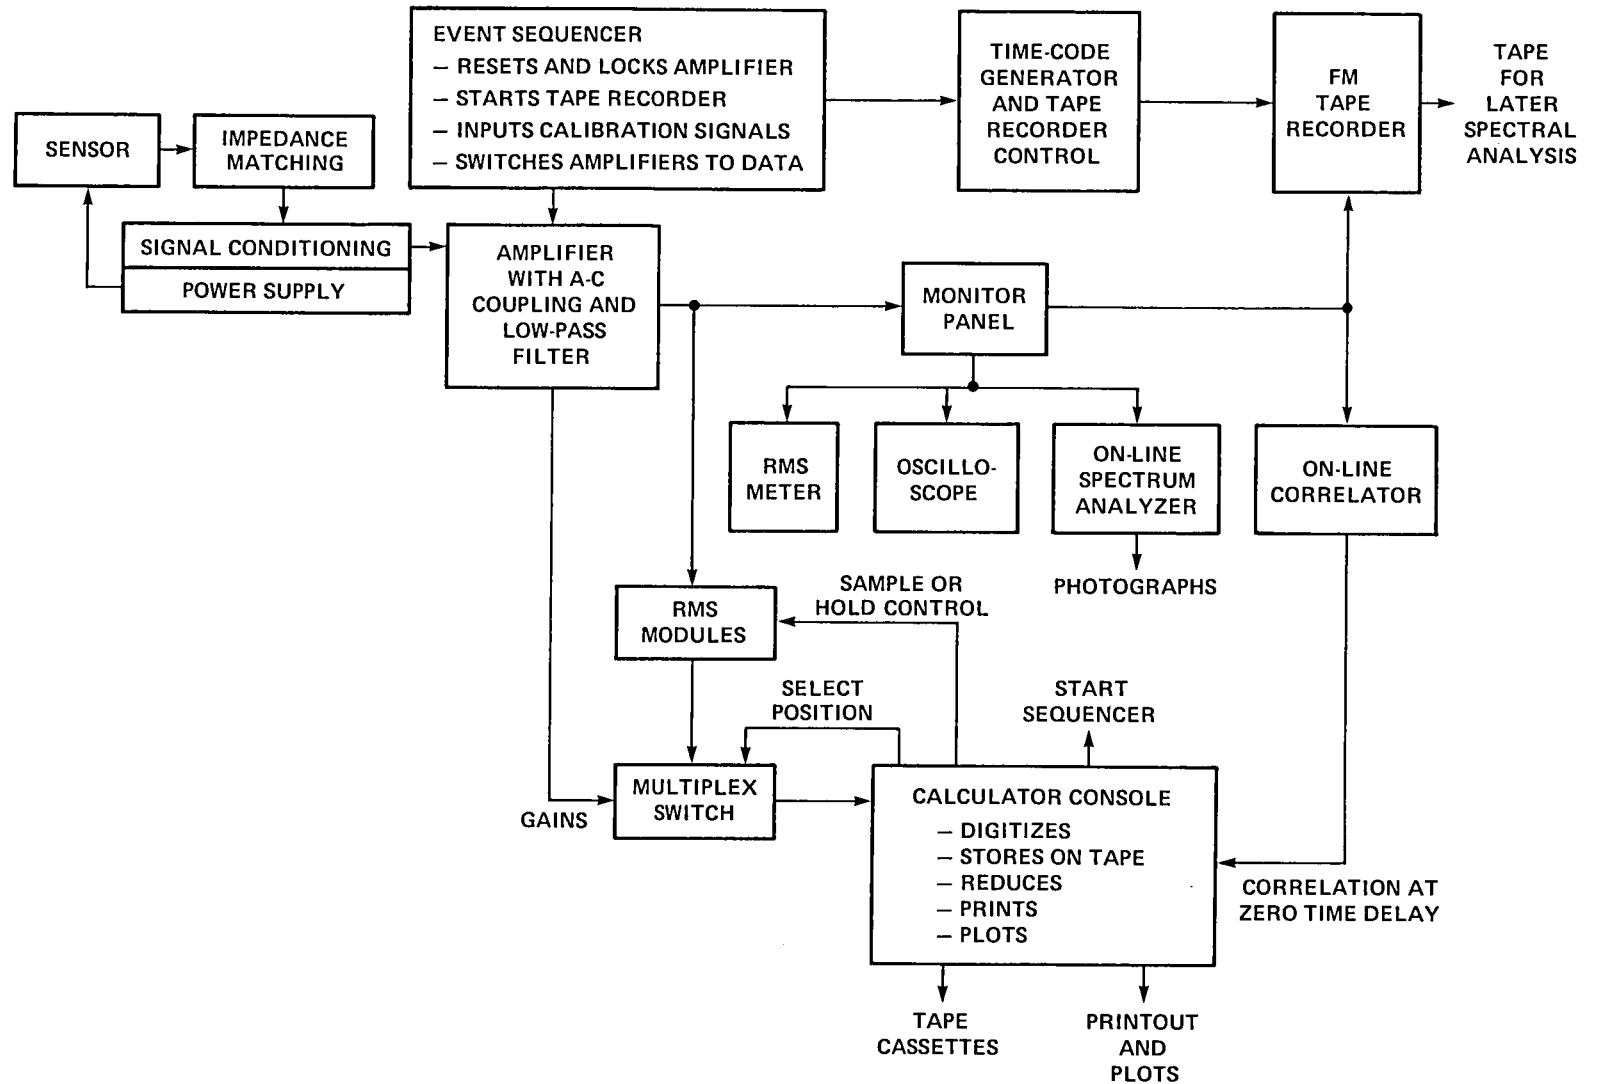 EVENT SEQUENCER
– RESETS AND LOCKS AMPLIFIER
– STARTS TAPE RECORDER
– INPUTS CALIBRATION SIGNALS
– SWITCHES AMPLIFIERS TO DATA
TIME-CODE
GENERATOR
AND TAPE
RECORDER
CONTROL
FM
TAPE
RECORDER
TAPE
FOR
LATER
SPECTRAL
ANALYSIS
SENSOR
IMPEDANCE
MATCHING
SIGNAL CONDITIONING
POWER SUPPLY
AMPLIFIER
WITH A-C
COUPLING AND
LOW-PASS
FILTER
MONITOR
PANEL
RMS
METER
OSCILLO-
SCOPE
ON-LINE
SPECTRUM
ANALYZER
ON-LINE
CORRELATOR
PHOTOGRAPHS
RMS
MODULES
SAMPLE OR
HOLD CONTROL
SELECT
POSITION
START
SEQUENCER
GAINS
MULTIPLEX
SWITCH
CALCULATOR CONSOLE
– DIGITIZES
– STORES ON TAPE
– REDUCES
– PRINTS
– PLOTS
CORRELATION AT
ZERO TIME DELAY
TAPE
CASSETTES
PRINTOUT
AND
PLOTS